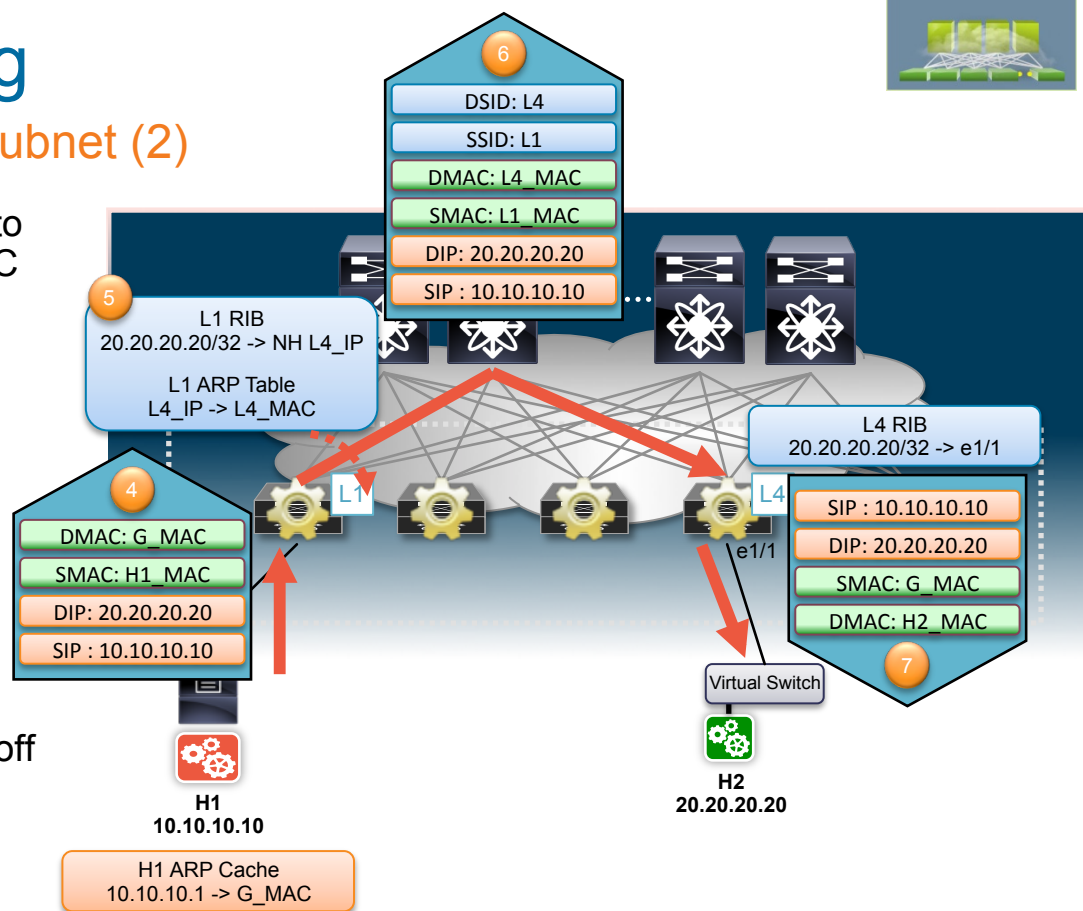 g
ubnet (2)
to
C
off
6
DSID: L4
SSID: L1
DMAC: L4_MAC
SMAC: L1_MAC
DIP: 20.20.20.20
SIP : 10.10.10.10
5
L1 RIB
20.20.20.20/32 -> NH L4_IP
L1 ARP Table
L4_IP -> L4_MAC
L4 RIB
20.20.20.20/32 -> e1/1
4
DMAC: G_MAC
SMAC: H1_MAC
DIP: 20.20.20.20
SIP : 10.10.10.10
L1
L4
e1/1
SIP : 10.10.10.10
DIP: 20.20.20.20
SMAC: G_MAC
DMAC: H2_MAC
7
Virtual Switch
H1
10.10.10.10
H2
20.20.20.20
H1 ARP Cache
10.10.10.1 -> G_MAC